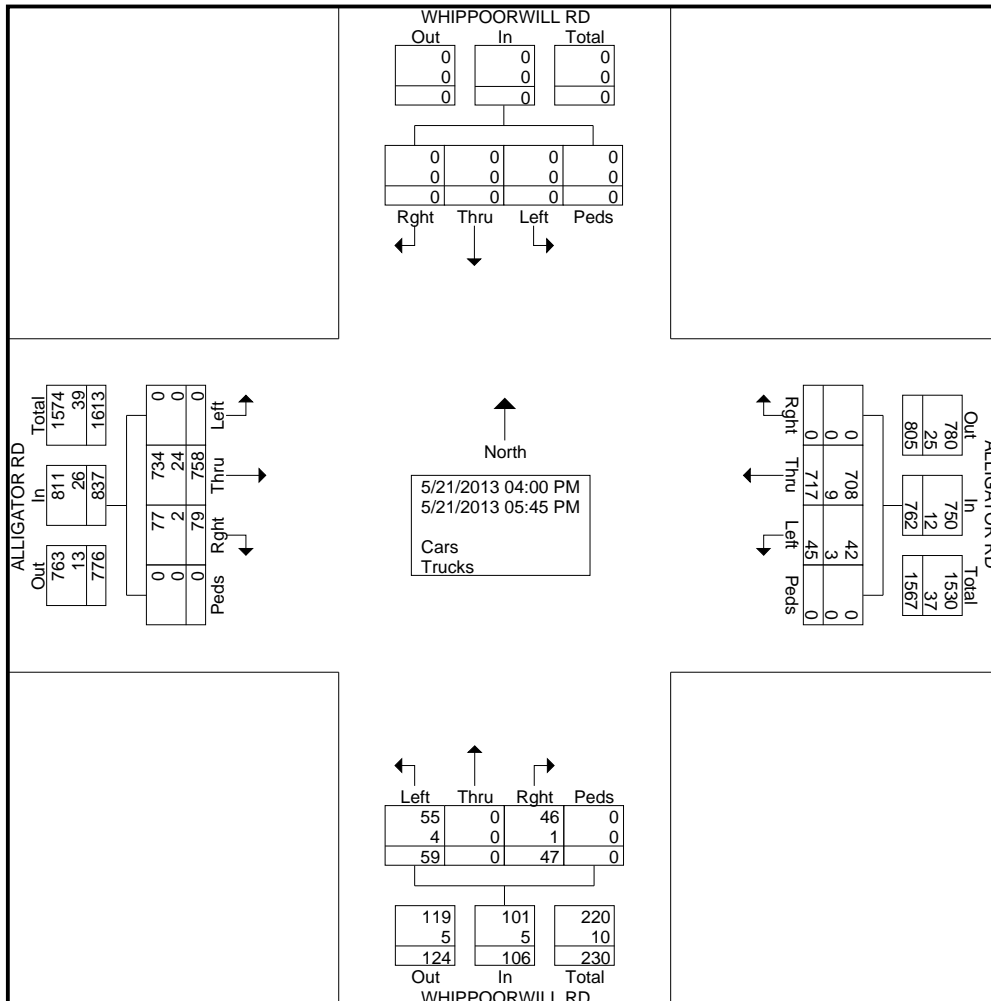 WHIPPOORWILL RD
Out In Total
0 0 0
0 0 0
0 0 0
0 0 0 0
0 0 0 0
0 0 0 0
Rght Thru Left Peds
ALLIGATOR RD
Total In Out
1574 811 763
39 26 13
1613 837 776
0 734 77 0
0 24 2 0
0 758 79 0
Left Thru Rght Peds
North
5/21/2013 04:00 PM
5/21/2013 05:45 PM
Cars
Trucks
Rght Thru Left Peds
0 708 42 0
0 9 3 0
0 717 45 0
Out In Total
780 750 1530
25 12 37
805 762 1567
ALLIGATOR RD
Left Thru Rght Peds
55 0 46 0
4 0 1 0
59 0 47 0
119 101 220
5 5 10
124 106 230
Out In Total
WHIPPOORWILL RD